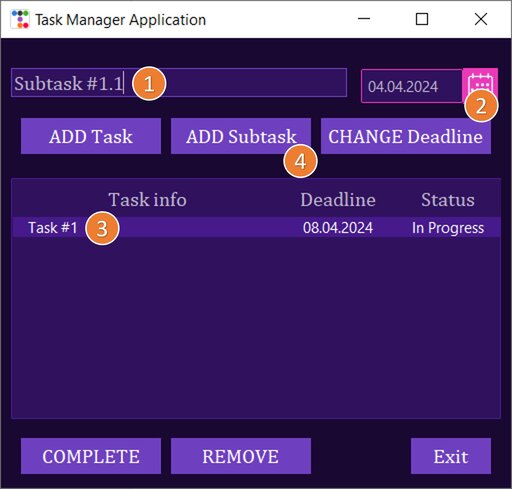 Task Manager Application
Subtask #1.1 1 04.04.2024
2
ADD Task ADD Subtask CHANGE Deadline
4
Task info Deadline Status
Task #1 3 08.04.2024 In Progress
COMPLETE REMOVE Exit